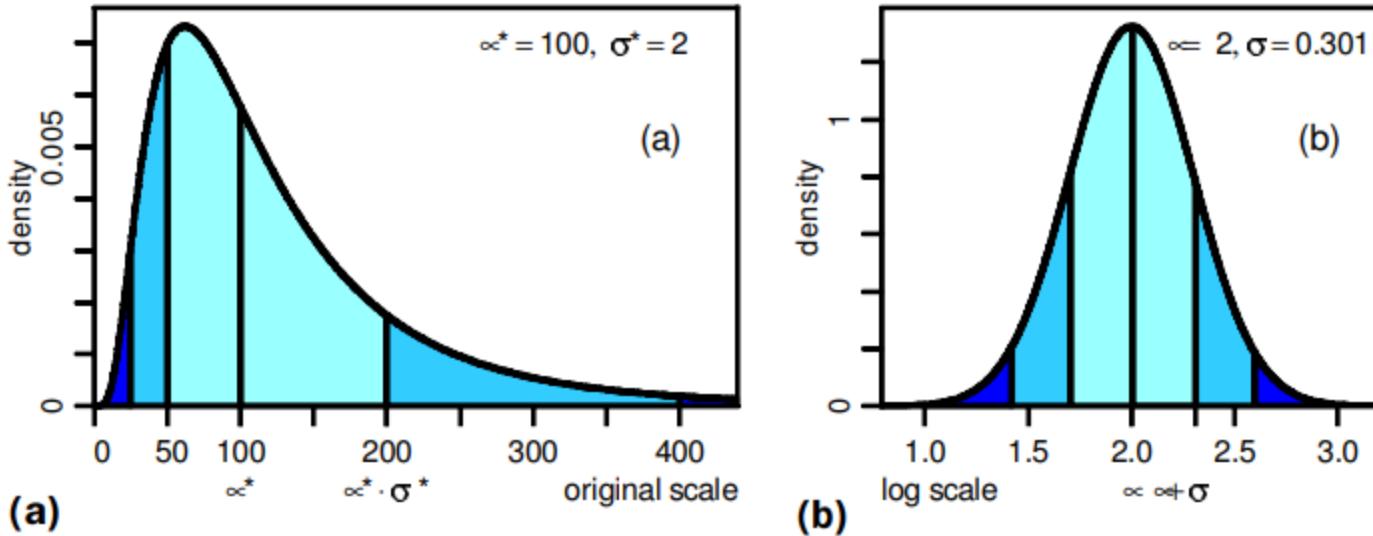 ∝* = 100, σ* = 2
(a)
density
0.005
0
0 50 100 200 300 400
∝* ∝* · σ* original scale
(a)
∝= 2, σ = 0.301
(b)
density
1
0
1.0 1.5 2.0 2.5 3.0
log scale ∝ ∝+σ
(b)